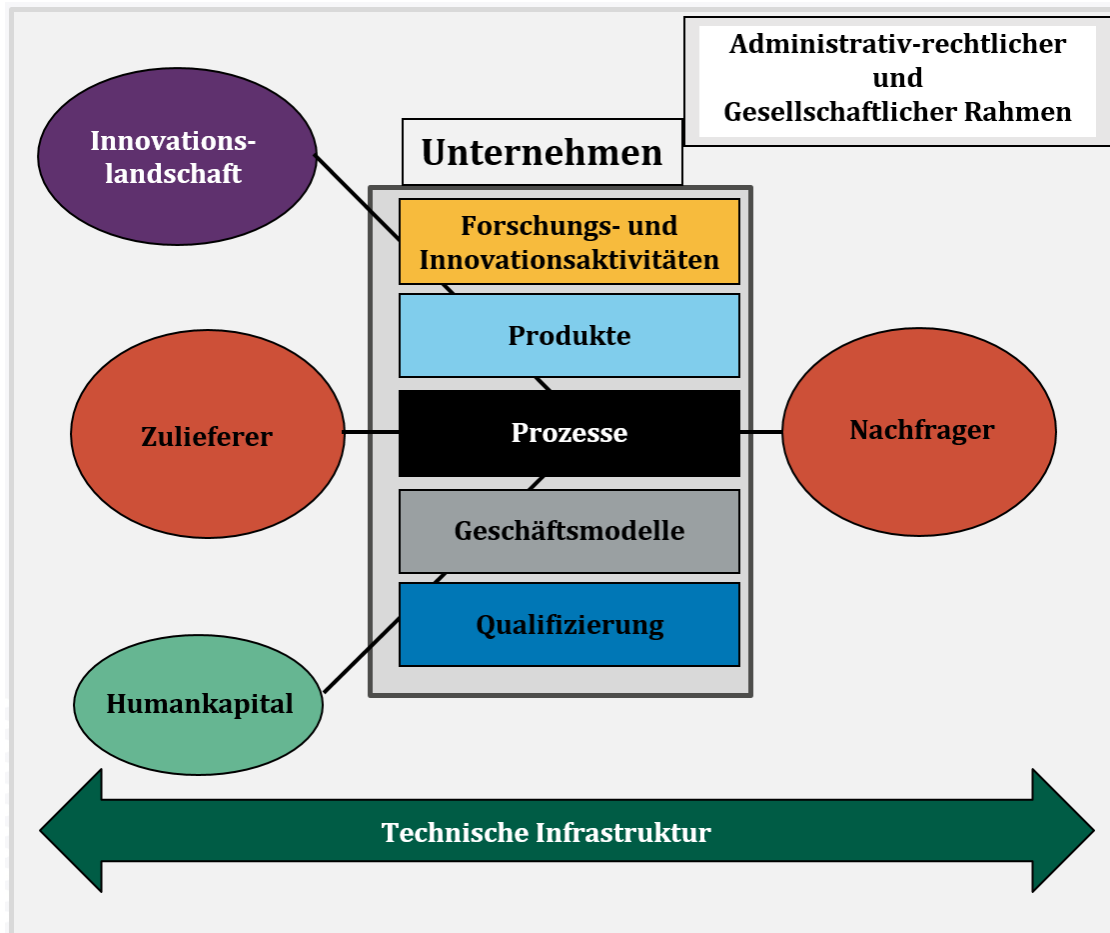 Administrativ-rechtlicher
und
Gesellschaftlicher Rahmen
Innovations-
landschaft
Unternehmen
Forschungs- und
Innovationsaktivitäten
Produkte
Zulieferer
Prozesse
Nachfrager
Geschäftsmodelle
Qualifizierung
Humankapital
Technische Infrastruktur